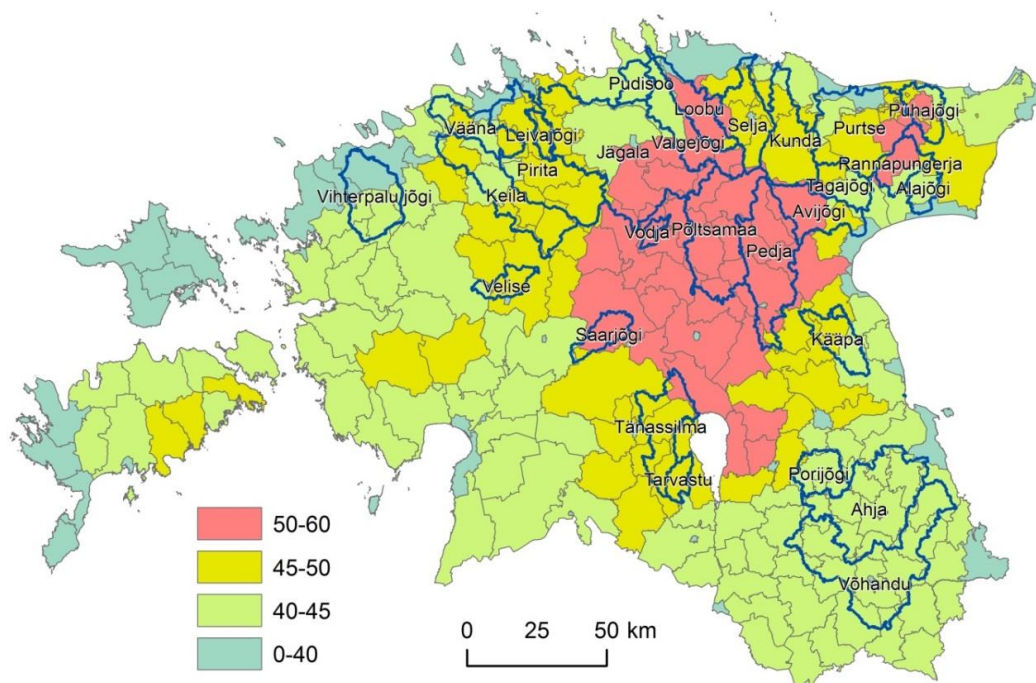 Pudisoo
Loobu
Pühajõgi
Vääna
Leivajõgi
Selja
Kunda
Purtse
Valgejõgi
Jägala
Pirita
Rannapungerja
Vihterpalu jõgi
Keila
Tagajõgi
Alajõgi
Avijõgi
Vodja
Põltsamaa
Pedja
Velise
Saarjõgi
Kääpa
Tänassilma
Tarvastu
Porijõgi
Ahja
Võhandu
50-60
45-50
40-45
0-40
0 25 50 km